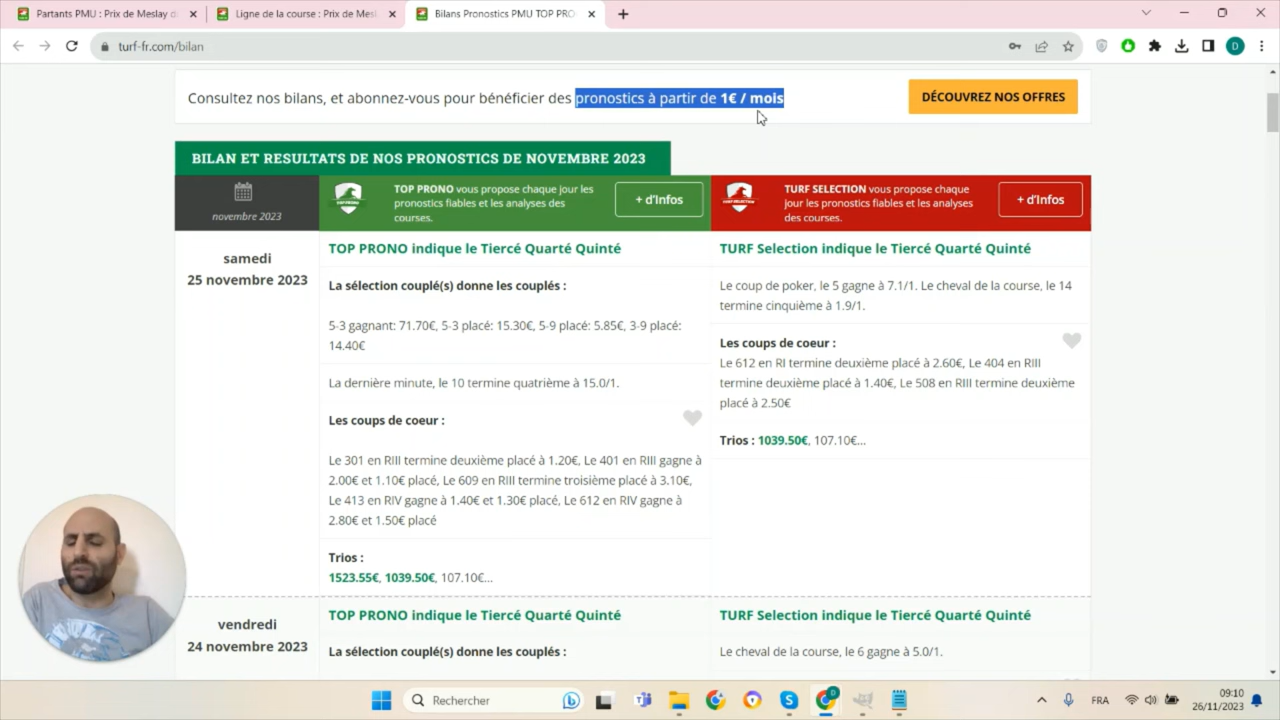 Partants PMU : Prix de Meslay d
Ligne de la course : Prix de Mesl
Bilans Pronostics PMU TOP PRO
turf-fr.com/bilan
Consultez nos bilans, et abonnez-vous pour bénéficier des pronostics à partir de 1€ / mois
DÉCOUVREZ NOS OFFRES
BILAN ET RESULTATS DE NOS PRONOSTICS DE NOVEMBRE 2023
novembre 2023
TOP PRONO vous propose chaque jour les
pronostics fiables et les analyses des
courses.
+ d'Infos
TURF SELECTION vous propose chaque
jour les pronostics fiables et les analyses
des courses.
+ d'Infos
samedi
25 novembre 2023
TOP PRONO indique le Tiercé Quarté Quinté
La sélection couplé(s) donne les couplés :
5-3 gagnant: 71.70€, 5-3 placé: 15.30€, 5-9 placé: 5.85€, 3-9 placé:
14.40€
La dernière minute, le 10 termine quatrième à 15.0/1.
Les coups de coeur :
Le 301 en RIII termine deuxième placé à 1.20€, Le 401 en RIII gagne à
2.00€ et 1.10€ placé, Le 609 en RIII termine troisième placé à 3.10€,
Le 413 en RIV gagne à 1.40€ et 1.30€ placé, Le 612 en RIV gagne à
2.80€ et 1.50€ placé
Trios :
1523.55€, 1039.50€, 107.10€...
TURF Selection indique le Tiercé Quarté Quinté
Le coup de poker, le 5 gagne à 7.1/1. Le cheval de la course, le 14
termine cinquième à 1.9/1.
Les coups de coeur :
Le 612 en RI termine deuxième placé à 2.60€, Le 404 en RIII
termine deuxième placé à 1.40€, Le 508 en RIII termine deuxième
placé à 2.50€
Trios : 1039.50€, 107.10€...
vendredi
24 novembre 2023
TOP PRONO indique le Tiercé Quarté Quinté
La sélection couplé(s) donne les couplés :
TURF Selection indique le Tiercé Quarté Quinté
Le cheval de la course, le 6 gagne à 5.0/1.
Rechercher
FRA
09:10
26/11/2023